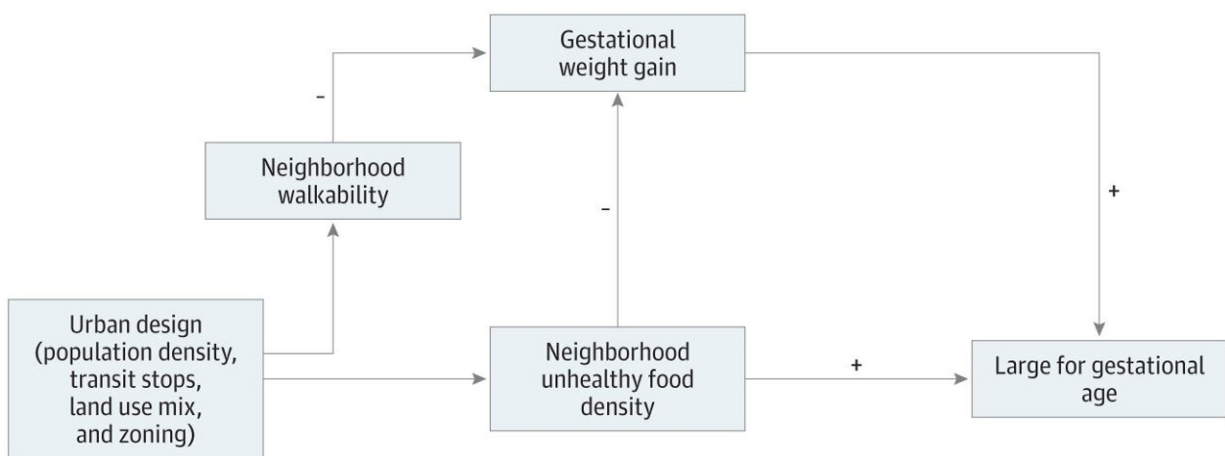 Gestational
weight gain
–
Neighborhood
walkability
–
+
Urban design
(population density,
transit stops,
land use mix,
and zoning)
Neighborhood
unhealthy food
density
+
Large for gestational
age